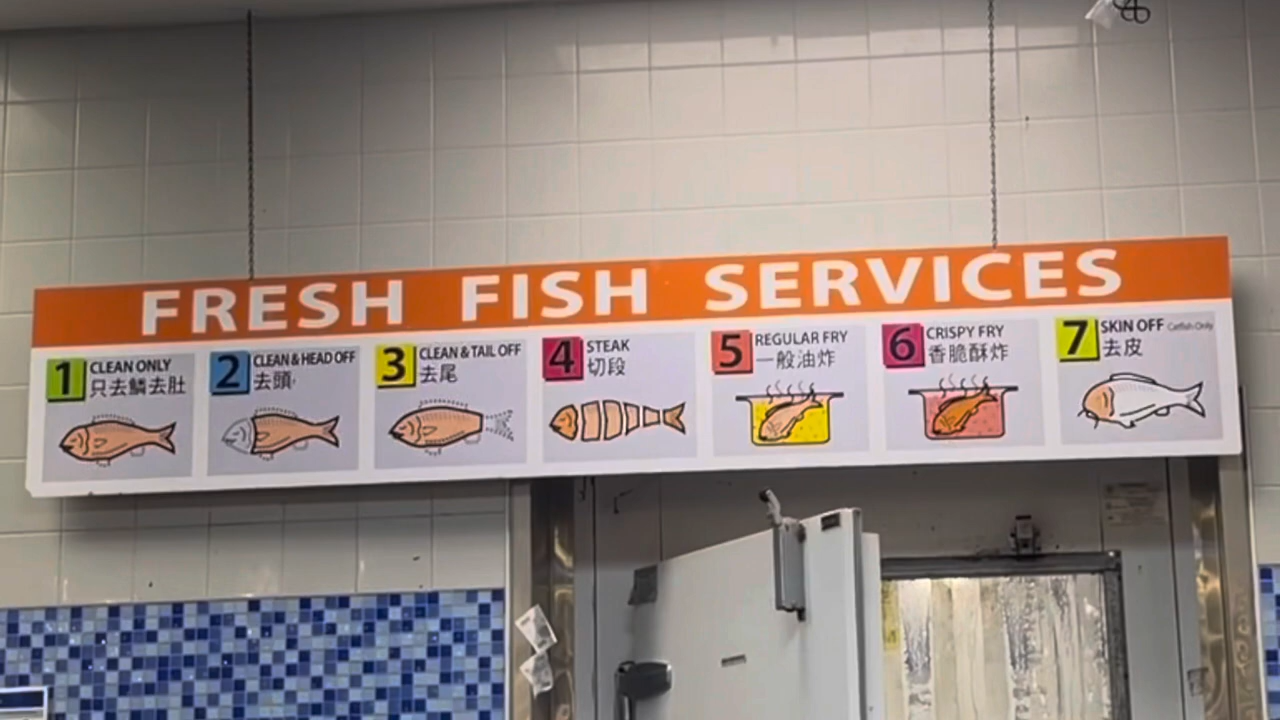 FRESH FISH SERVICES
1 CLEAN ONLY
只去鱗去肚
2 CLEAN & HEAD OFF
去頭
3 CLEAN & TAIL OFF
去尾
4 STEAK
切段
5 REGULAR FRY
一般油炸
6 CRISPY FRY
香脆酥炸
7 SKIN OFF Catfish Only
去皮